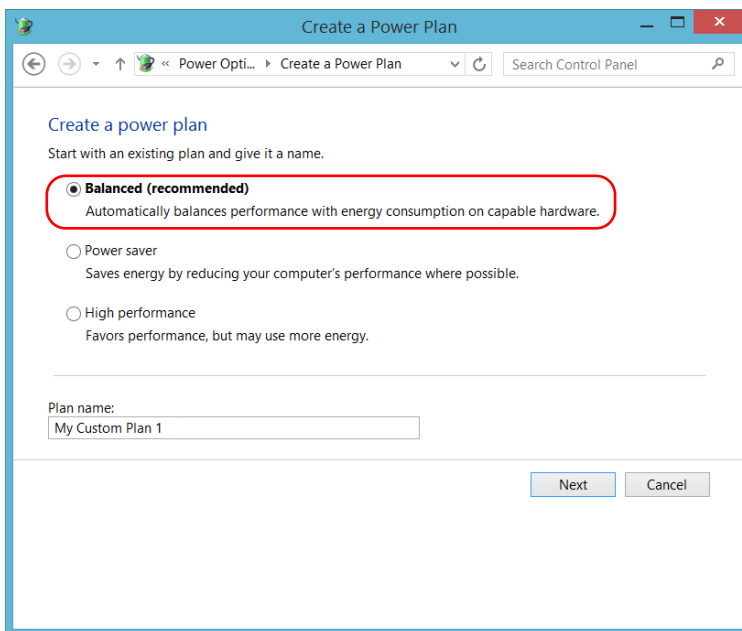 Create a Power Plan
« Power Opti... Create a Power Plan Search Control Panel
Create a power plan
Start with an existing plan and give it a name.
Balanced (recommended)
Automatically balances performance with energy consumption on capable hardware.
Power saver
Saves energy by reducing your computer's performance where possible.
High performance
Favors performance, but may use more energy.
Plan name:
My Custom Plan 1
Next Cancel